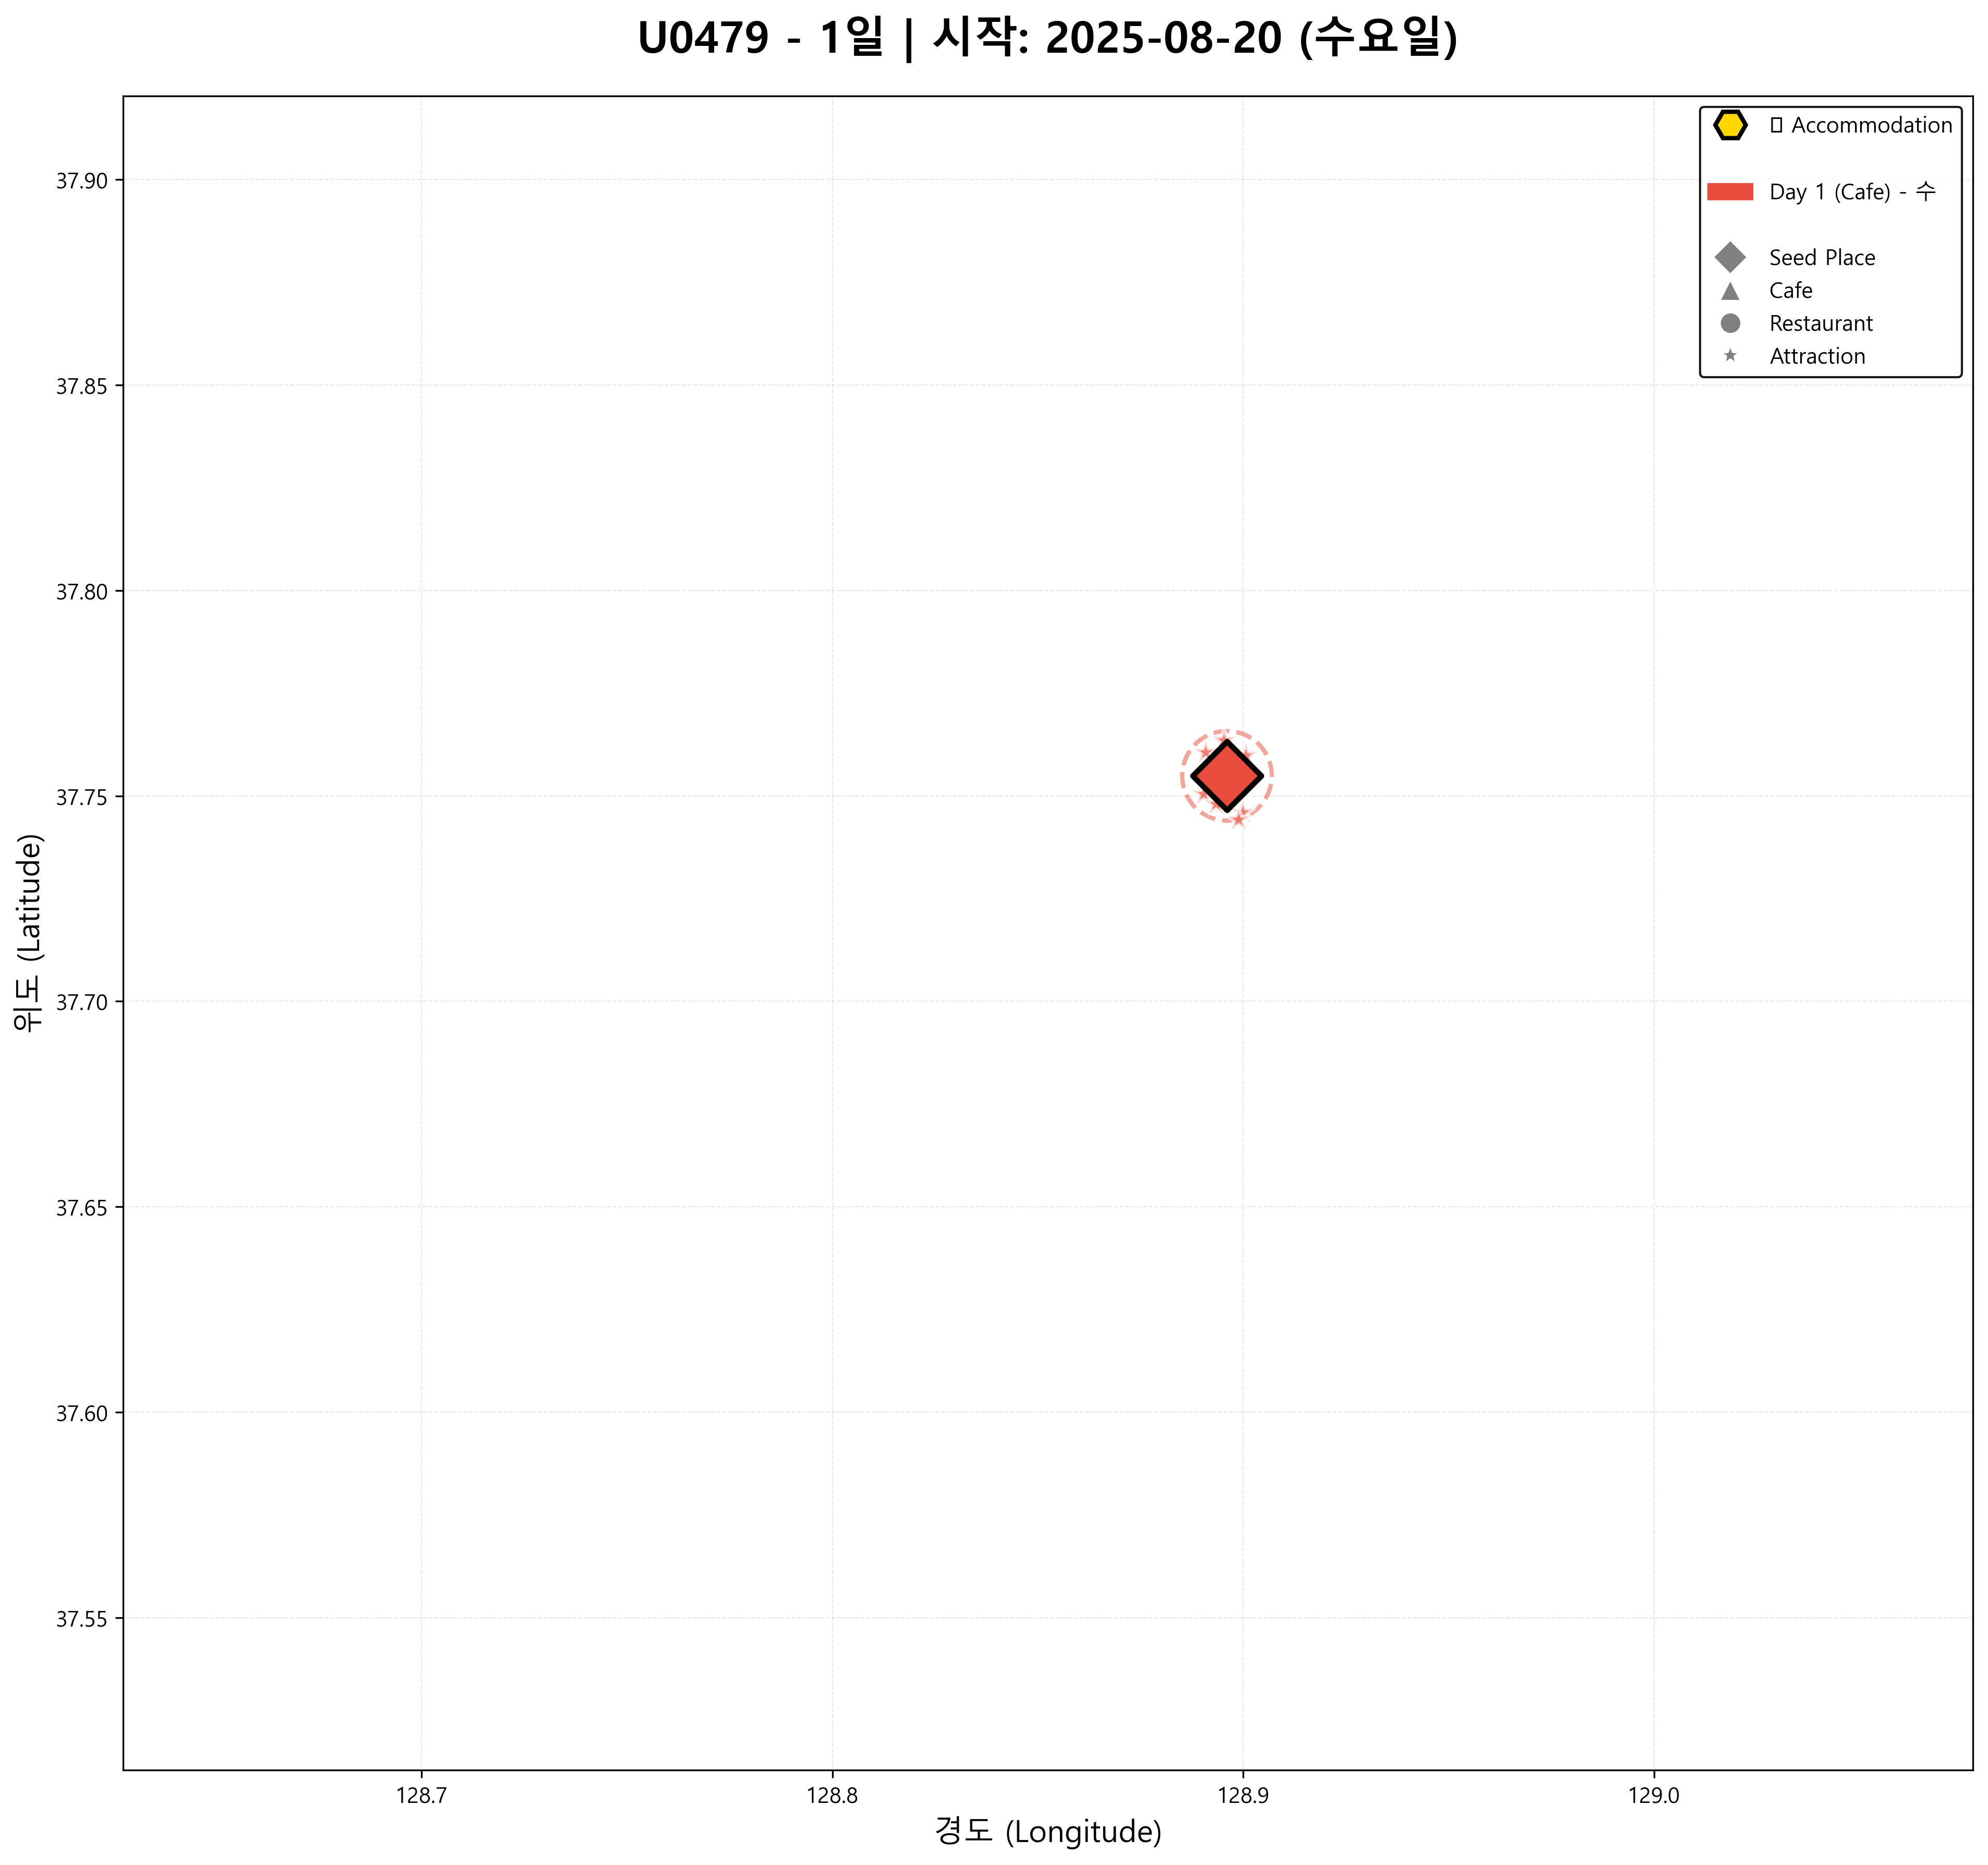 U0479 - 1일 | 시작: 2025-08-20 (수요일)
□ Accommodation
Day 1 (Cafe) - 수
Seed Place
Cafe
Restaurant
Attraction
37.90
37.85
37.80
37.75
37.70
37.65
37.60
37.55
위도 (Latitude)
128.7 128.8 128.9 129.0
경도 (Longitude)